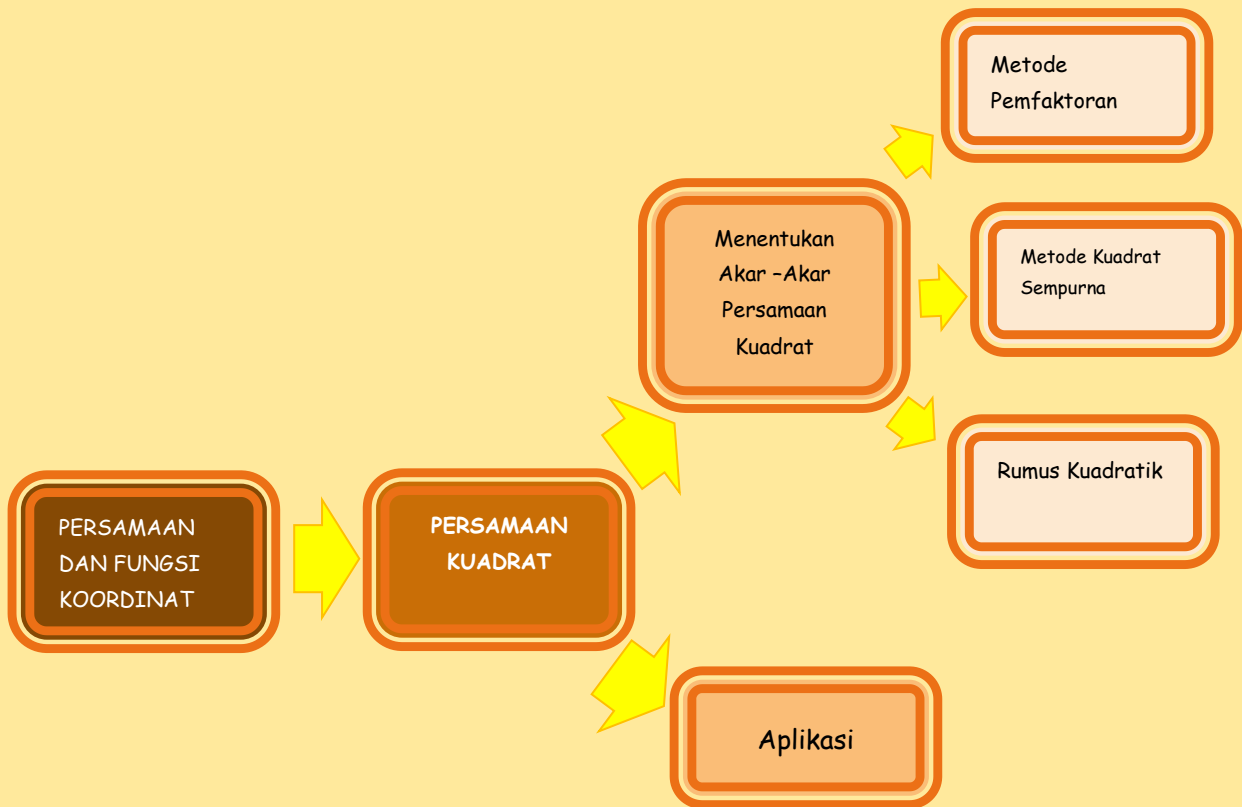 Metode
Pemfaktoran
Menentukan
Akar –Akar
Persamaan
Kuadrat
Metode Kuadrat
Sempurna
Rumus Kuadratik
PERSAMAAN
DAN FUNGSI
KOORDINAT
PERSAMAAN
KUADRAT
Aplikasi